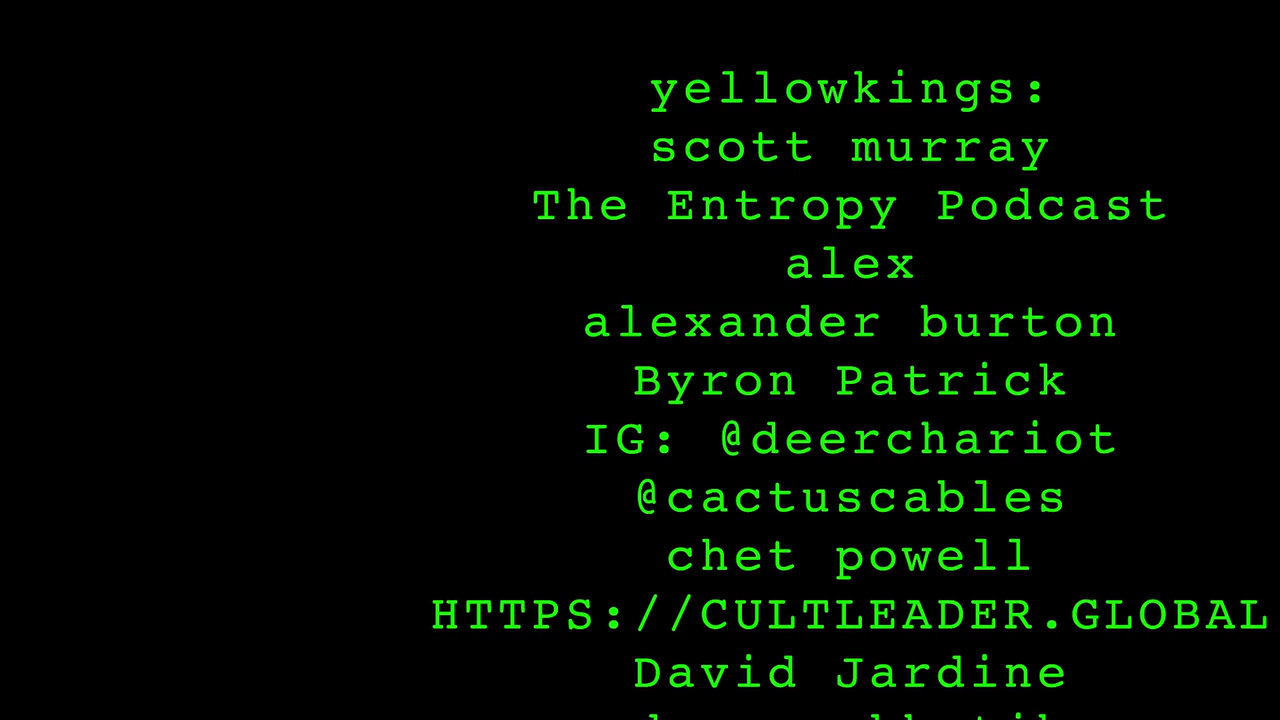 yellowkings:
scott murray
The Entropy Podcast
alex
alexander burton
Byron Patrick
IG: @deerchariot
@cactuscables
chet powell
HTTPS://CULTLEADER.GLOBAL
David Jardine